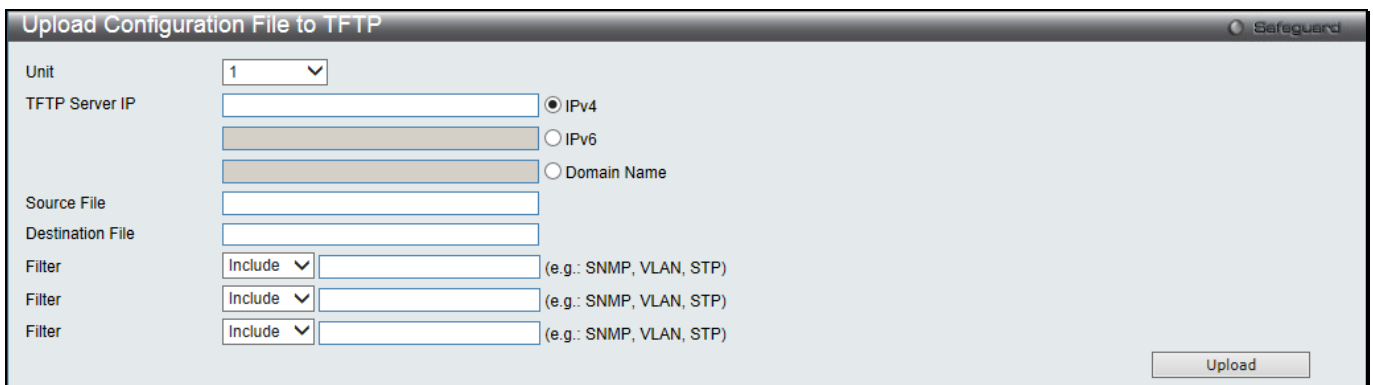 Upload Configuration File to TFTP
Safeguard
Unit 1
TFTP Server IP IPv4
IPv6
Domain Name
Source File
Destination File
Filter Include (e.g.: SNMP, VLAN, STP)
Filter Include (e.g.: SNMP, VLAN, STP)
Filter Include (e.g.: SNMP, VLAN, STP)
Upload